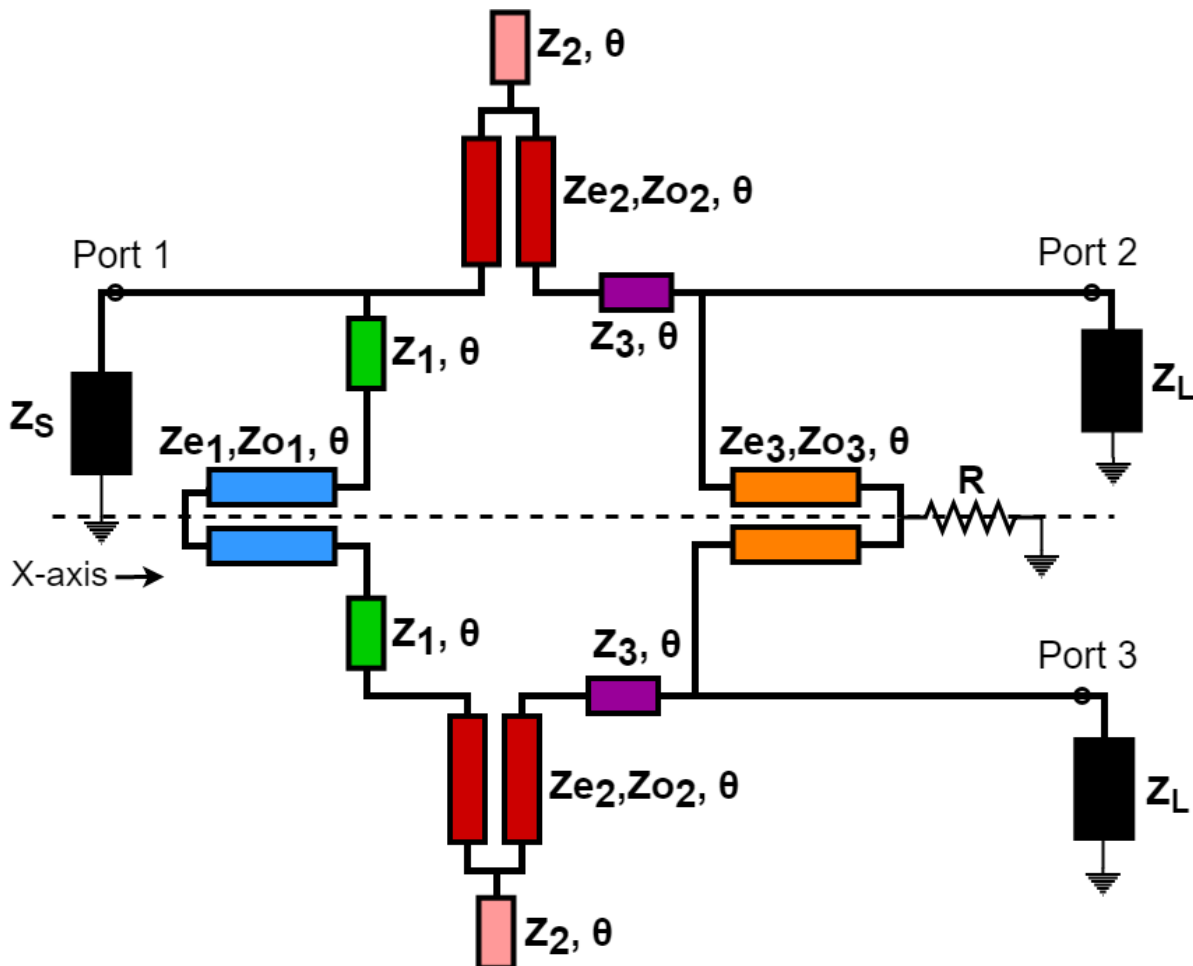 Z2, θ
Ze2,Zo2, θ
Port 1
Port 2
Z3, θ
Z1, θ
ZS
ZL
Ze1,Zo1, θ
Ze3,Zo3, θ
R
X-axis
Z1, θ
Z3, θ
Port 3
Ze2,Zo2, θ
ZL
Z2, θ